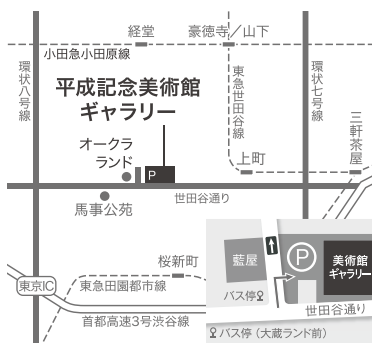 経堂
豪徳寺／山下
小田急小田原線
環状八号線
平成記念美術館
ギャラリー
東急世田谷線
環状七号線
オークラ
ランド
P
上町
三軒茶屋
世田谷通り
馬事公苑
桜新町
東京IC
東急田園都市線
首都高速3号渋谷線
藍屋
P
美術館
ギャラリー
バス停
世田谷通り
バス停（大蔵ランド前）